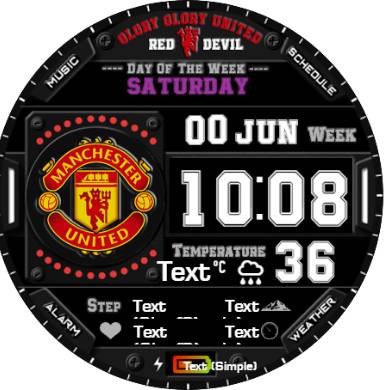 GLORY GLORY UNITED
RED DEVIL
MUSIC
SCHEDULE
---- DAY OF THE WEEK ----
SATURDAY
00 JUN WEEK
MANCHESTER
UNITED
10:08
TEMPERATURE
Text °C 36
STEP Text Text
Text Text
ALARM
WEATHER
Text (Simple)